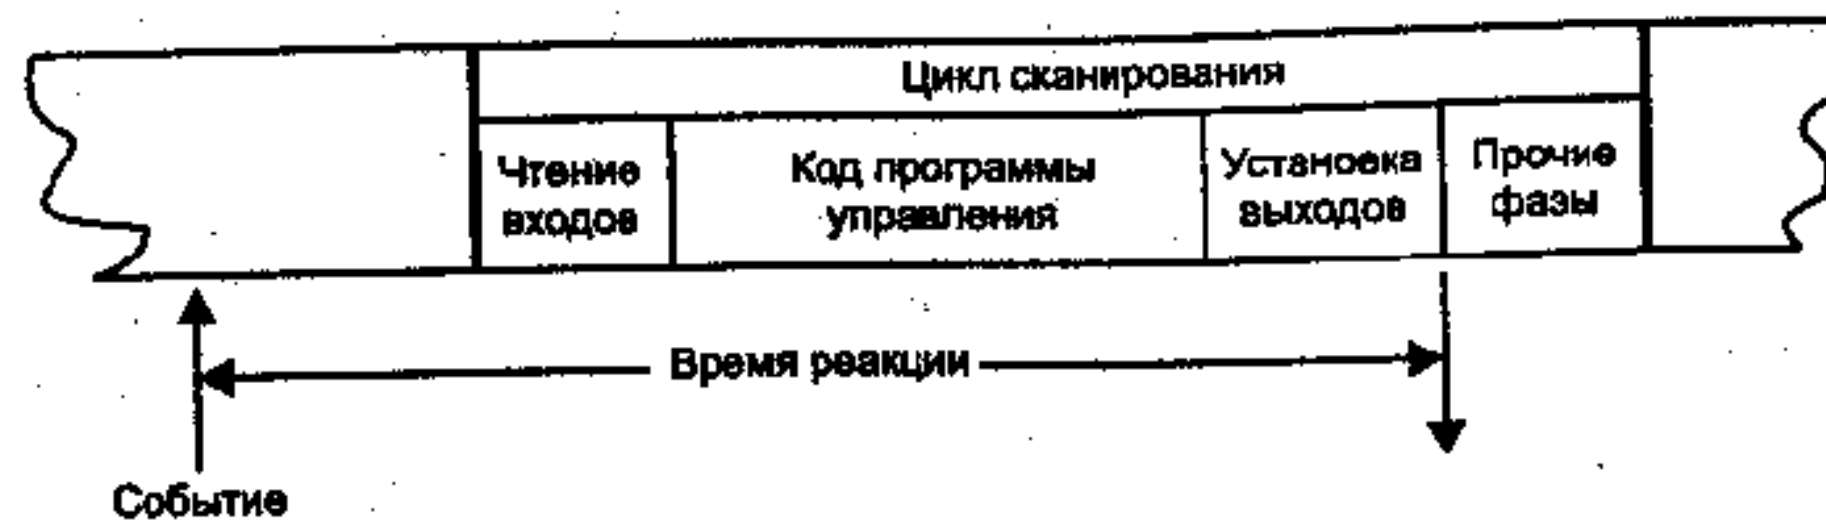 Цикл сканирования
Чтение
входов
Код программы
управления
Установка
выходов
Прочие
фазы
Время реакции
Событие